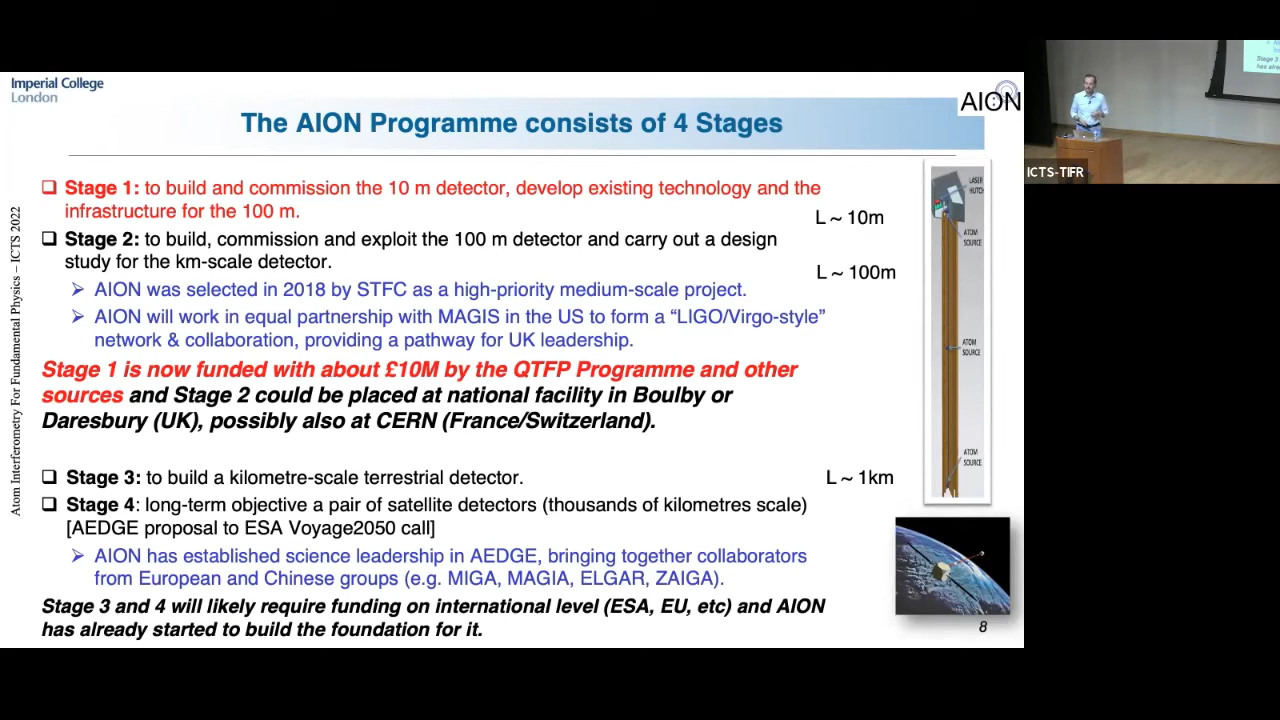 Imperial College
London
AION
The AION Programme consists of 4 Stages
Stage 1: to build and commission the 10 m detector, develop existing technology and the
infrastructure for the 100 m.
L ~ 10m
Stage 2: to build, commission and exploit the 100 m detector and carry out a design
study for the km-scale detector.
L ~ 100m
AION was selected in 2018 by STFC as a high-priority medium-scale project.
AION will work in equal partnership with MAGIS in the US to form a “LIGO/Virgo-style”
network & collaboration, providing a pathway for UK leadership.
Stage 1 is now funded with about £10M by the QTFP Programme and other
sources and Stage 2 could be placed at national facility in Boulby or
Daresbury (UK), possibly also at CERN (France/Switzerland).
Stage 3: to build a kilometre-scale terrestrial detector.
L ~ 1km
Stage 4: long-term objective a pair of satellite detectors (thousands of kilometres scale)
[AEDGE proposal to ESA Voyage2050 call]
AION has established science leadership in AEDGE, bringing together collaborators
from European and Chinese groups (e.g. MIGA, MAGIA, ELGAR, ZAIGA).
Stage 3 and 4 will likely require funding on international level (ESA, EU, etc) and AION
has already started to build the foundation for it.
8
Atom Interferometry For Fundamental Physics – ICTS 2022
LASER
HUTCH
ATOM
SOURCE
ATOM
SOURCE
ATOM
SOURCE
Stage 3
has alre
ICTS-TIFR